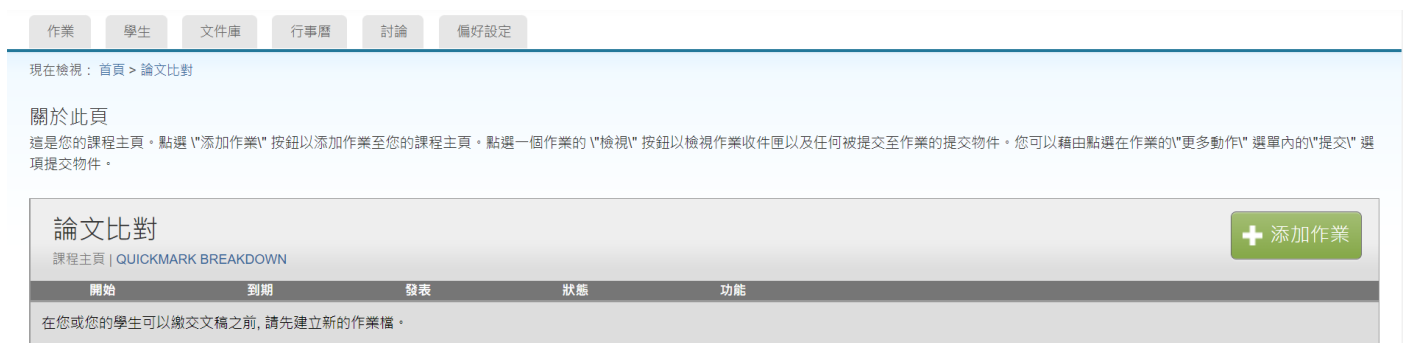 作業 學生 文件庫 行事曆 討論 偏好設定
現在檢視： 首頁 > 論文比對
關於此頁
這是您的課程主頁。點選 \"添加作業\" 按鈕以添加作業至您的課程主頁。點選一個作業的 \"檢視\" 按鈕以檢視作業收件匣以及任何被提交至作業的提交物件。您可以藉由點選在作業的\"更多動作\" 選單內的\"提交\" 選
項提交物件。
論文比對
添加作業
課程主頁 | QUICKMARK BREAKDOWN
開始 到期 發表 狀態 功能
在您或您的學生可以繳交文稿之前, 請先建立新的作業檔。